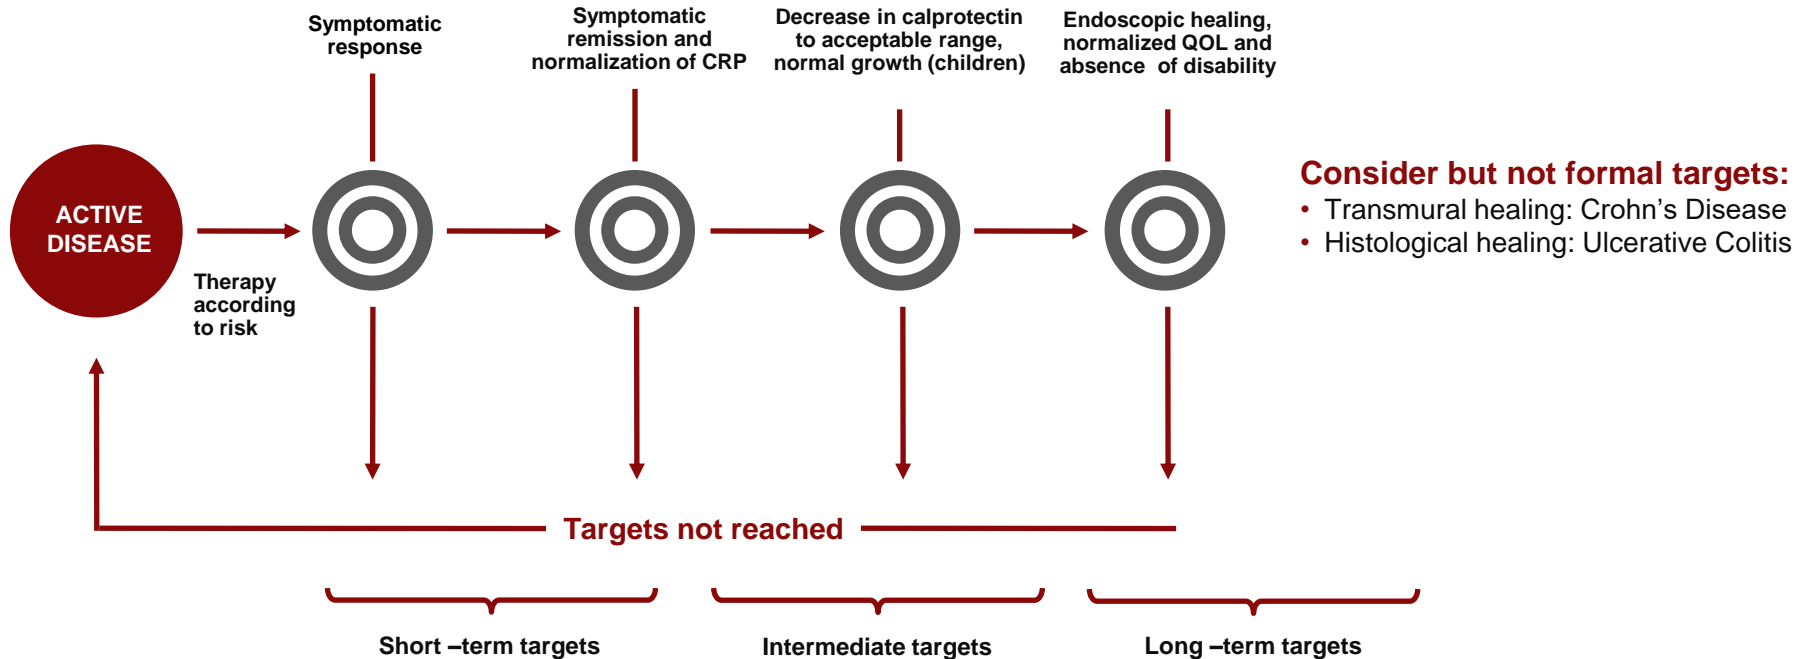 Symptomatic
response
Symptomatic
remission and
normalization of CRP
Decrease in calprotectin
to acceptable range,
normal growth (children)
Endoscopic healing,
normalized QOL and
absence of disability
ACTIVE
DISEASE
Therapy
according
to risk
Consider but not formal targets:
• Transmural healing: Crohn's Disease
• Histological healing: Ulcerative Colitis
Targets not reached
Short –term targets
Intermediate targets
Long –term targets